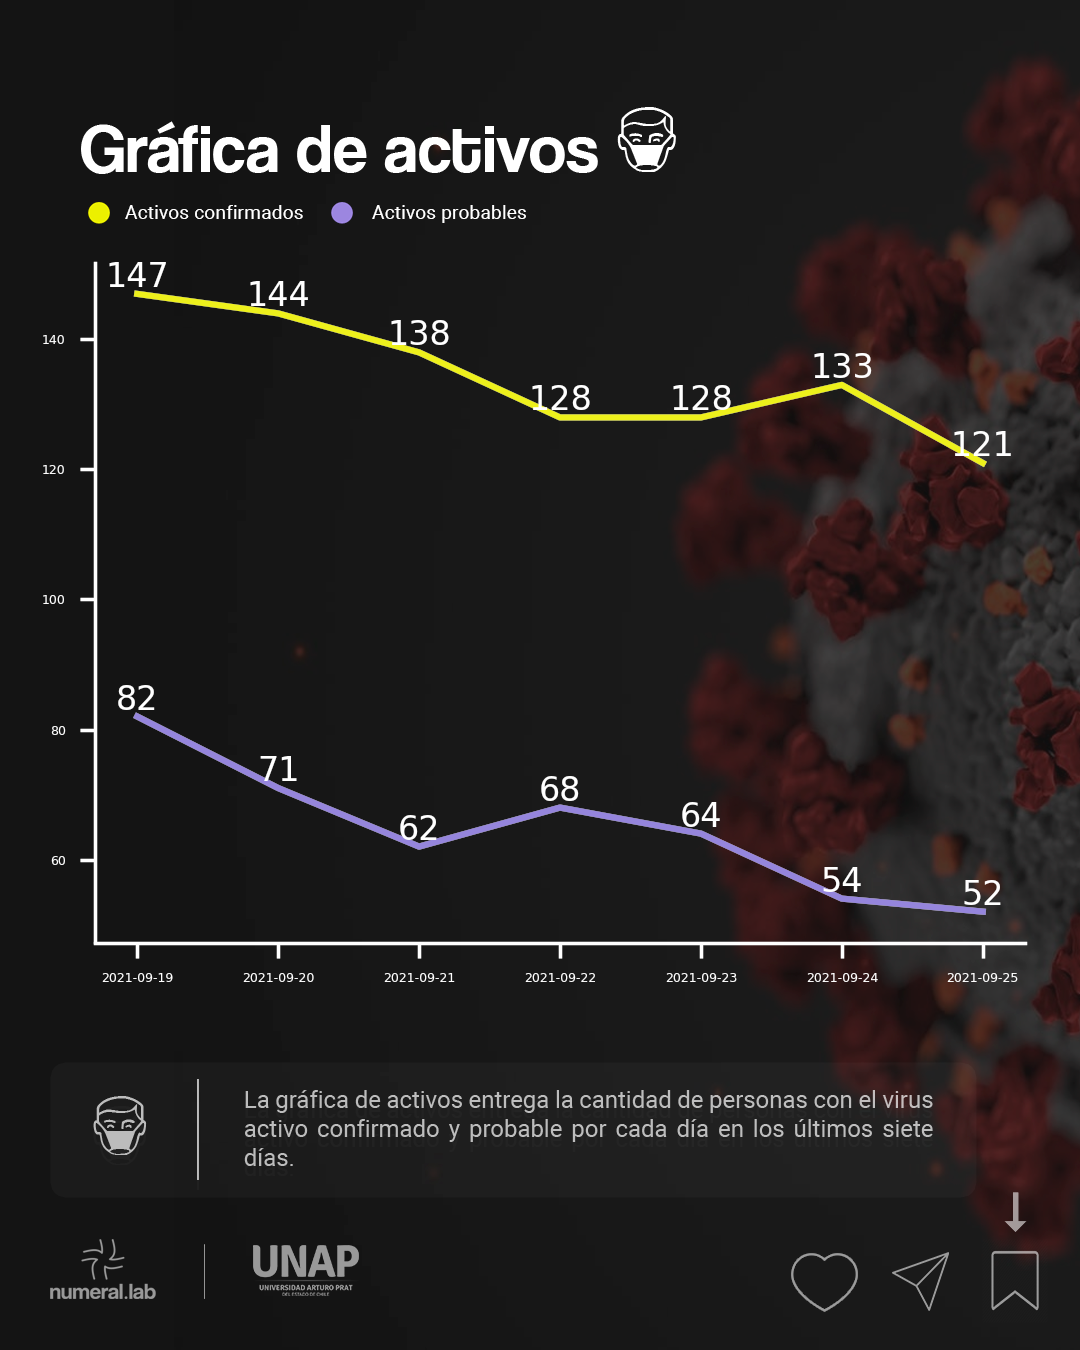 Gráfica de activos
Activos confirmados Activos probables
147
144
138
128
128
133
121
82
71
62
68
64
54
52
140
120
100
80
60
2021-09-19 2021-09-20 2021-09-21 2021-09-22 2021-09-23 2021-09-24 2021-09-25
La gráfica de activos entrega la cantidad de personas con el virus
activo confirmado y probable por cada día en los últimos siete
días.
numeral.lab
UNAP
UNIVERSIDAD ARTURO PRAT
DEL ESTADO DE CHILE